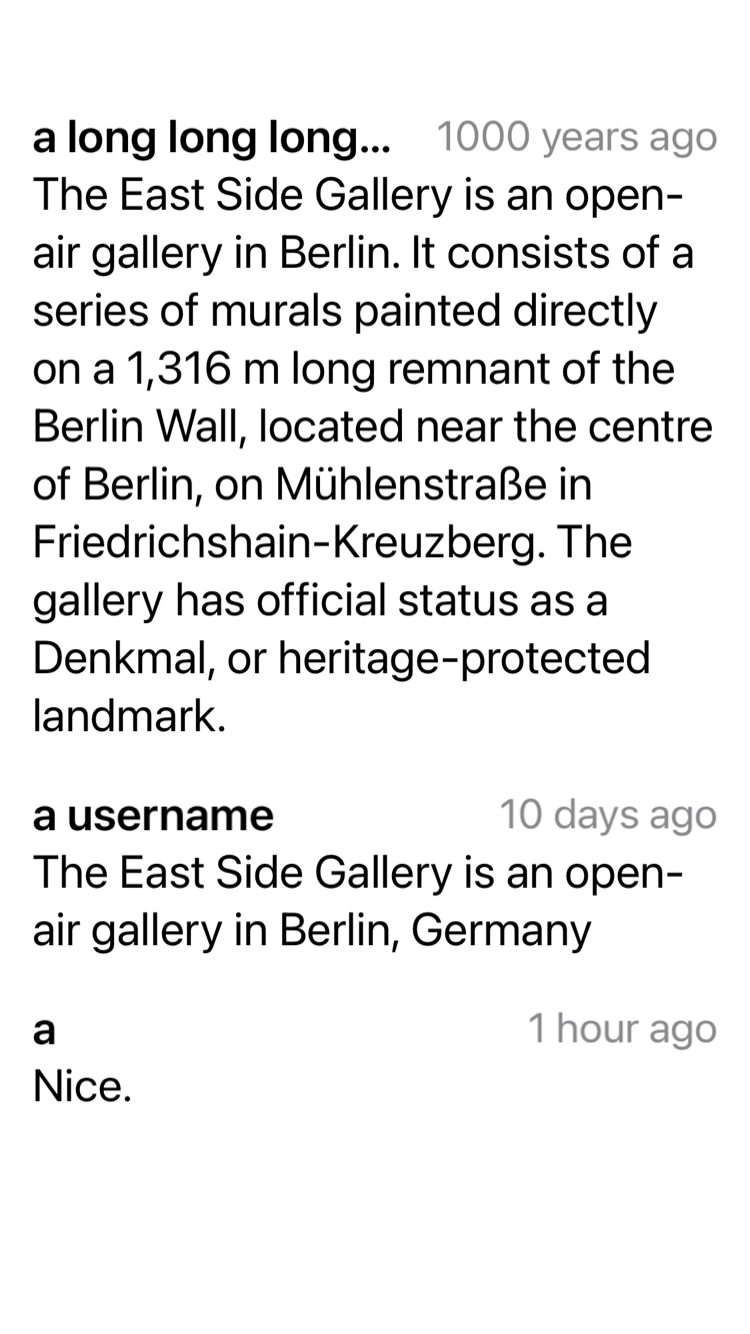 a long long long... 1000 years ago
The East Side Gallery is an open-
air gallery in Berlin. It consists of a
series of murals painted directly
on a 1,316 m long remnant of the
Berlin Wall, located near the centre
of Berlin, on Mühlenstraße in
Friedrichshain-Kreuzberg. The
gallery has official status as a
Denkmal, or heritage-protected
landmark.
a username 10 days ago
The East Side Gallery is an open-
air gallery in Berlin, Germany
a 1 hour ago
Nice.